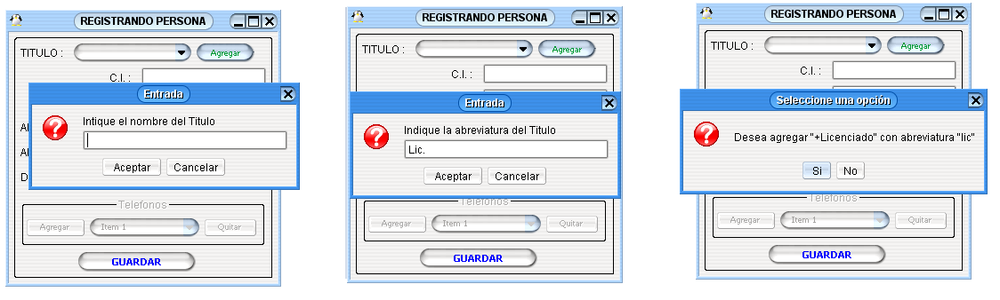 REGISTRANDO PERSONA
TITULO :
Agregar
C.I. :
Entrada
Intique el nombre del Titulo
Aceptar
Cancelar
A
A
D
Telefonos
Agregar
Item 1
Quitar
GUARDAR
REGISTRANDO PERSONA
TITULO :
Agregar
C.I. :
Entrada
Indique la abreviatura del Titulo
Lic.
Aceptar
Cancelar
Telefonos
Agregar
Item 1
Quitar
GUARDAR
REGISTRANDO PERSONA
TITULO :
Agregar
C.I. :
Seleccione una opción
Desea agregar "+Licenciado" con abreviatura "lic"
Si
No
Agregar
Item 1
Quitar
GUARDAR